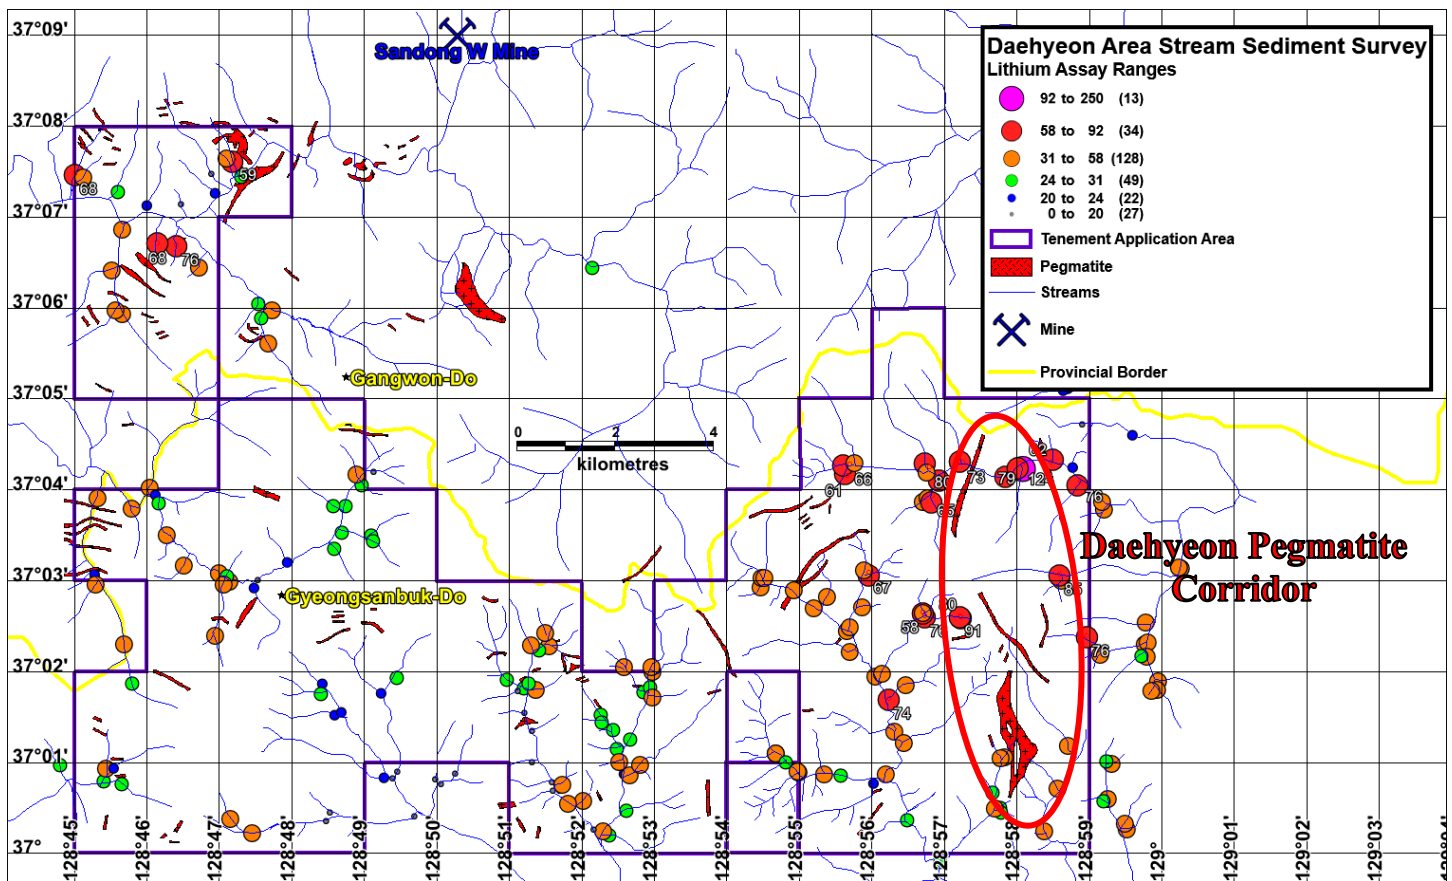 37°09'
Sandong W Mine
37°08'
37°07'
37°06'
37°05'
37°04'
37°03'
37°02'
37°01'
37°
Daehyeon Area Stream Sediment Survey
Lithium Assay Ranges
92 to 250 (13)
58 to 92 (34)
31 to 58 (128)
24 to 31 (49)
20 to 24 (22)
0 to 20 (27)
Tenement Application Area
Pegmatite
Streams
Mine
Provincial Border
68
59
68
76
Gangwon-Do
0 2 4
kilometres
61
66
73
79
76
Daehyeon Pegmatite
Corridor
Gyeongsanbuk-Do
67
58
91
76
74
128°45'
128°46'
128°47'
128°48'
128°49'
128°50'
128°51'
128°52'
128°53'
128°54'
128°55'
128°56'
128°57'
128°58'
128°59'
129°
129°01'
129°02'
129°03'